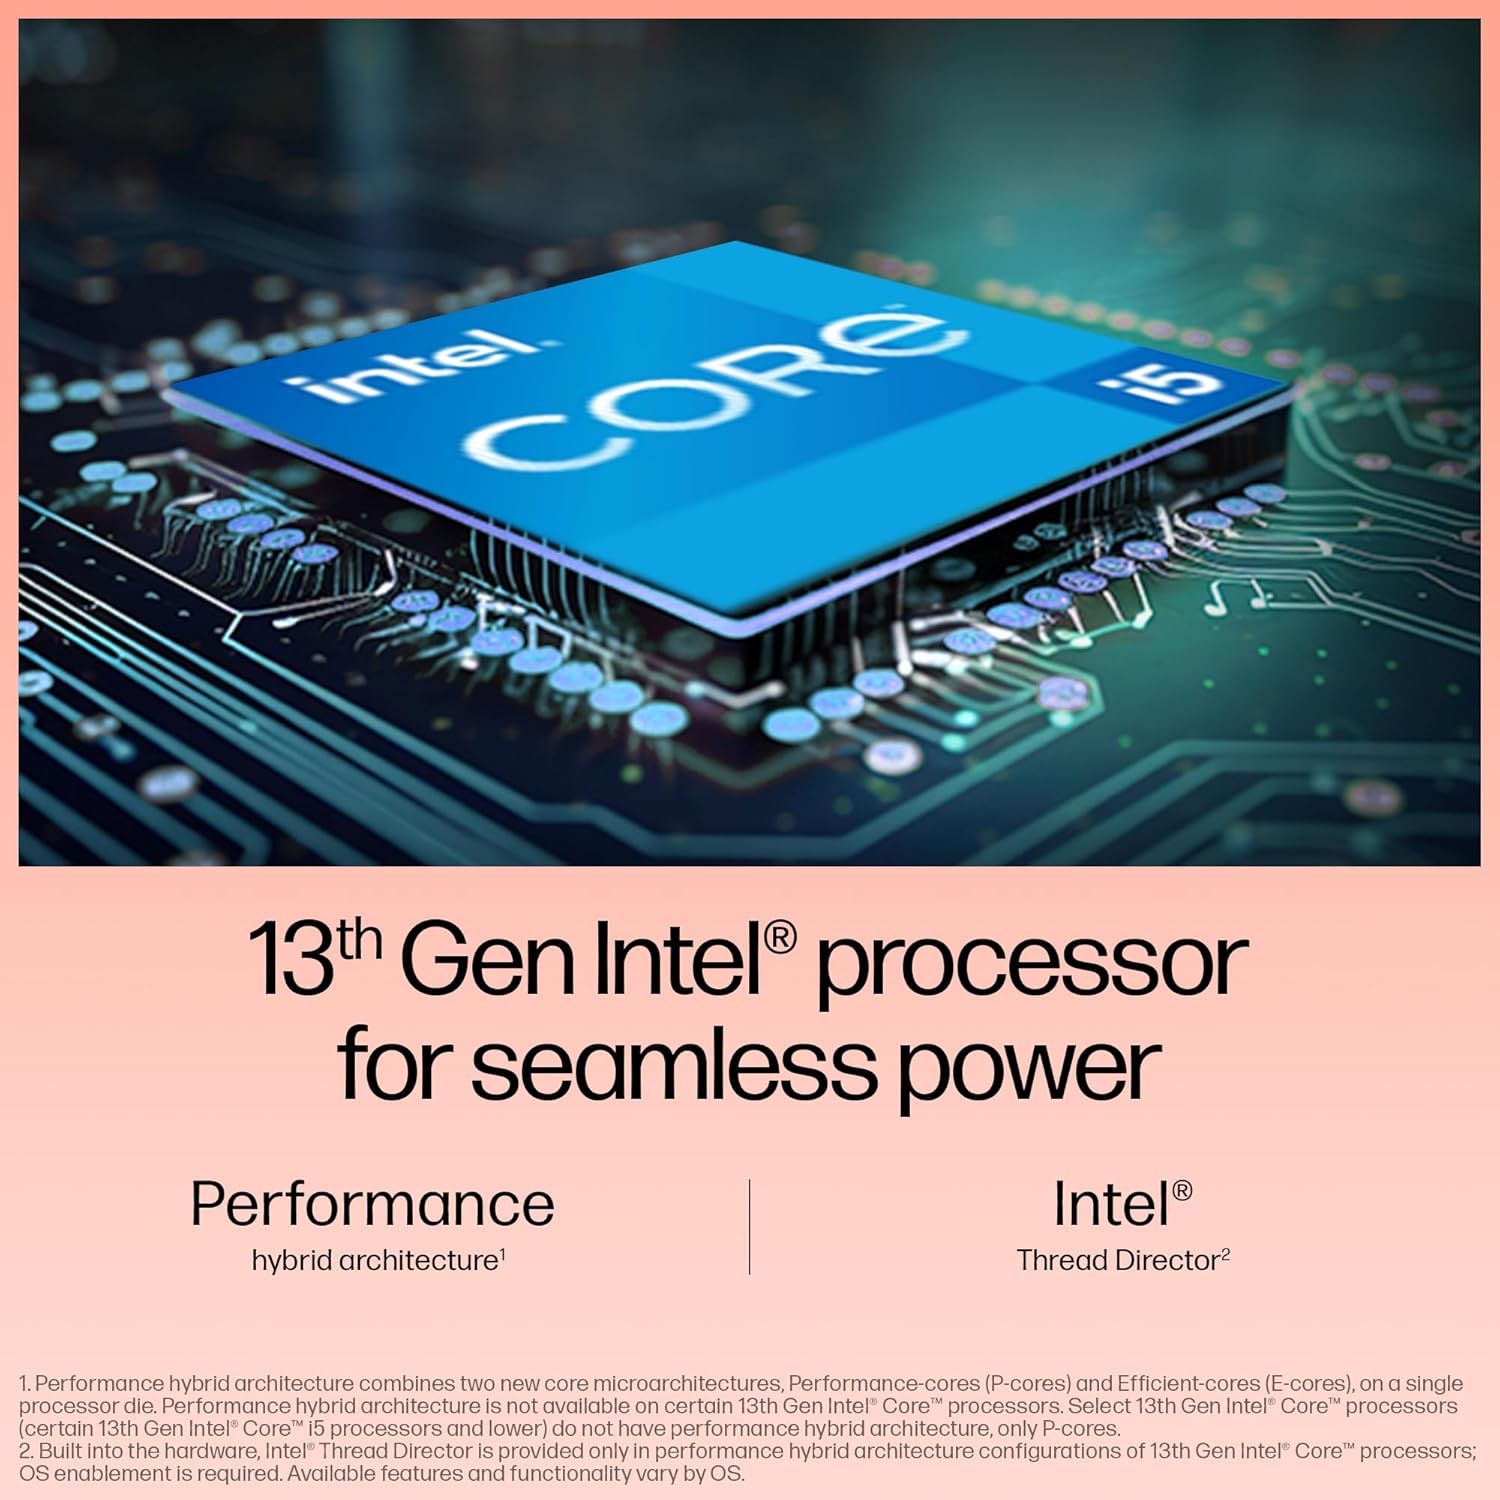 intel.
CORE™
i5
13th Gen Intel® processor
for seamless power
Performance
hybrid architecture1
Intel®
Thread Director2
1. Performance hybrid architecture combines two new core microarchitectures, Performance-cores (P-cores) and Efficient-cores (E-cores), on a single
processor die. Performance hybrid architecture is not available on certain 13th Gen Intel® Core™ processors. Select 13th Gen Intel® Core™ processors
(certain 13th Gen Intel® Core™ i5 processors and lower) do not have performance hybrid architecture, only P-cores.
2. Built into the hardware, Intel® Thread Director is provided only in performance hybrid architecture configurations of 13th Gen Intel® Core™ processors;
OS enablement is required. Available features and functionality vary by OS.